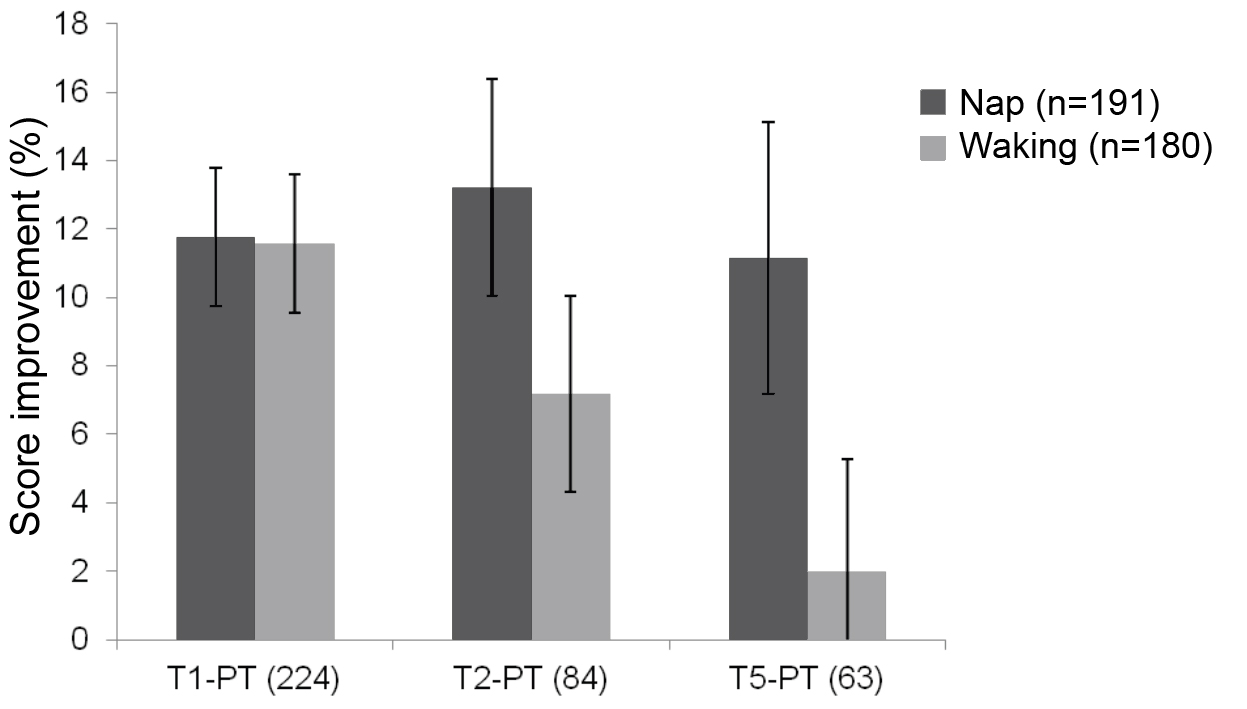 Score improvement (%)
18
16
14
12
10
8
6
4
2
0
T1-PT (224)
T2-PT (84)
T5-PT (63)
Nap (n=191)
Waking (n=180)